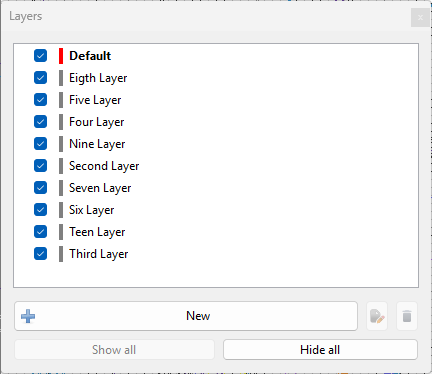 Layers
Default
Eigth Layer
Five Layer
Four Layer
Nine Layer
Second Layer
Seven Layer
Six Layer
Teen Layer
Third Layer
New
Show all
Hide all